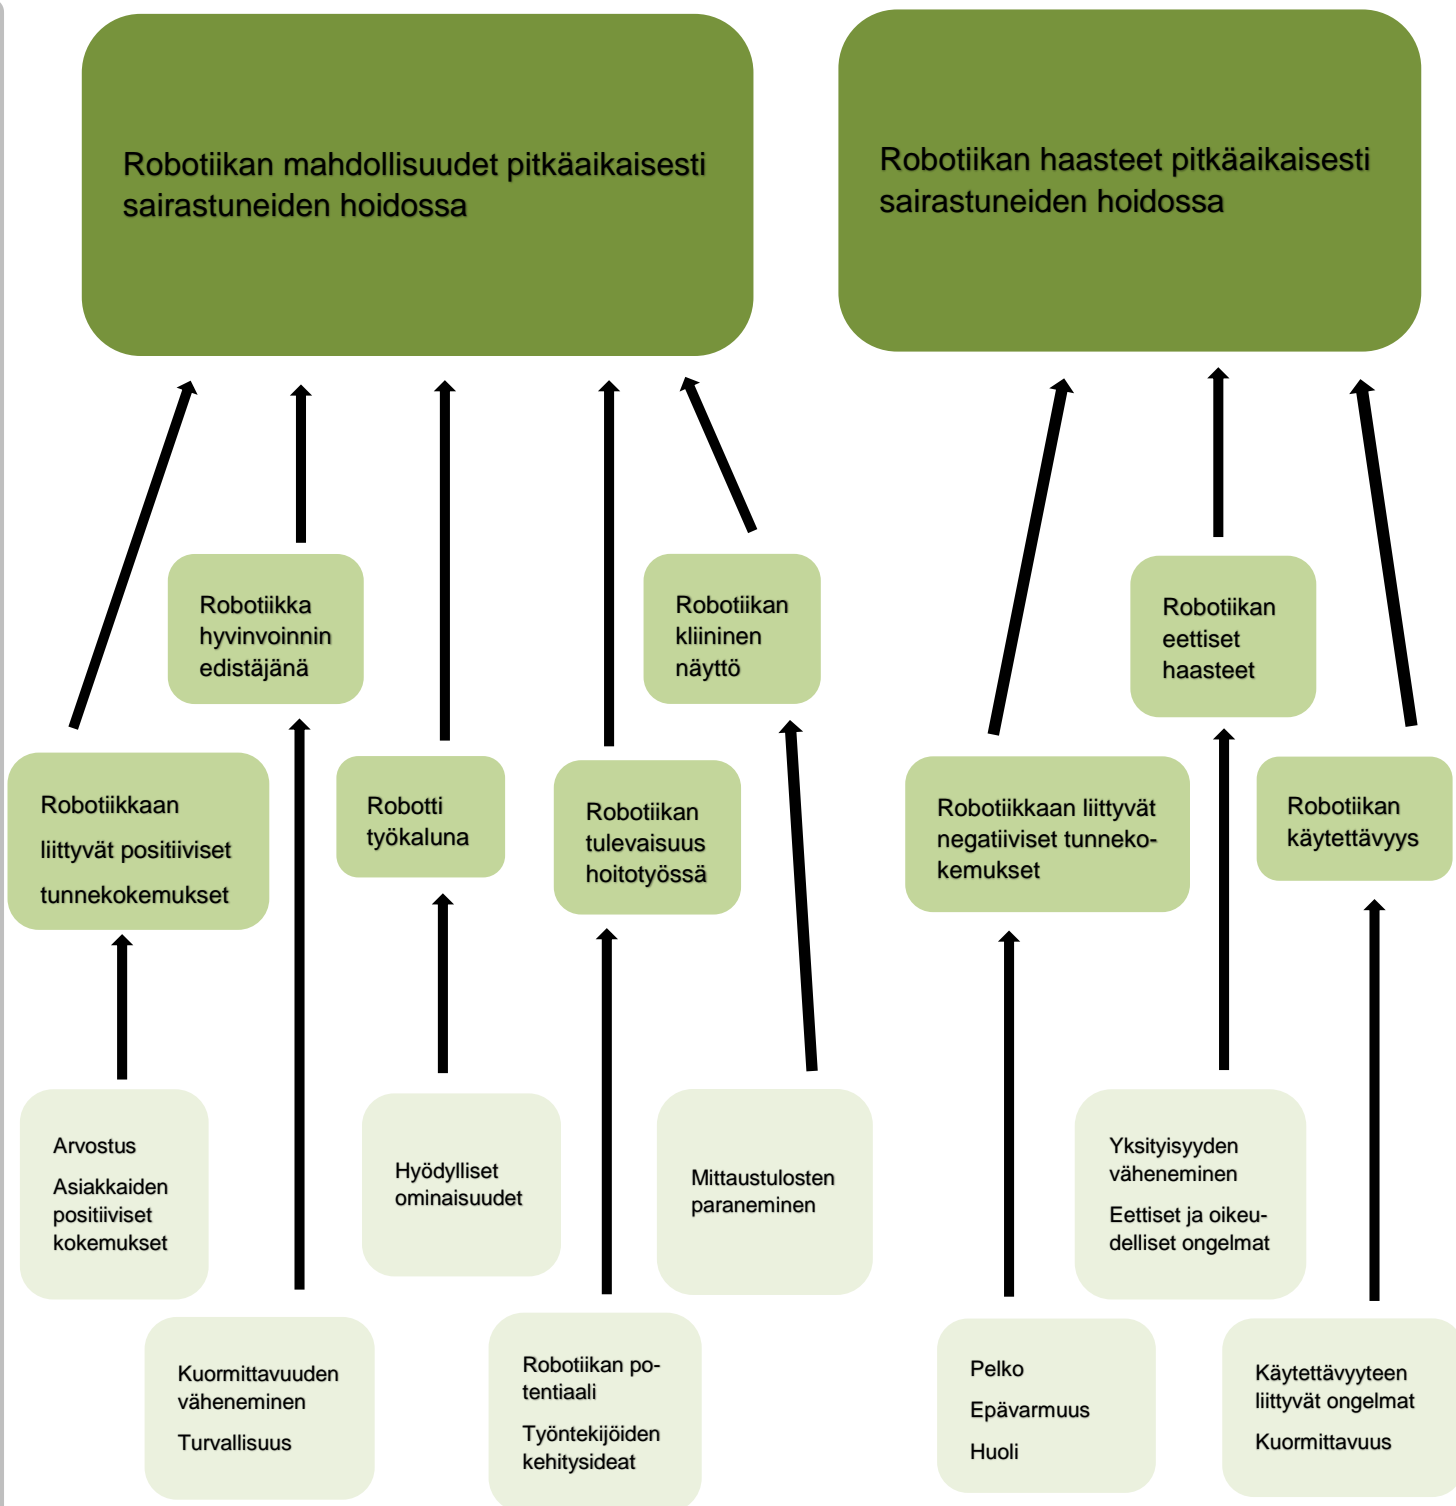 Robotiikan mahdollisuudet pitkäaikaisesti
sairastuneiden hoidossa
Robotiikan haasteet pitkäaikaisesti
sairastuneiden hoidossa
Robotiikka
hyvinvoinnin
edistäjänä
Robotiikan
kliininen
näyttö
Robotiikan
eettiset
haasteet
Robotiikkaan
liittyvät positiiviset
tunnekokemukset
Robotti
työkaluna
Robotiikan
tulevaisuus
hoitotyössä
Robotiikkaan liittyvät
negatiiviset tunneko-
kemukset
Robotiikan
käytettävyys
Arvostus
Asiakkaiden
positiiviset
kokemukset
Hyödylliset
ominaisuudet
Mittaustulosten
paraneminen
Yksityisyyden
väheneminen
Eettiset ja oikeu-
delliset ongelmat
Kuormittavuuden
väheneminen
Turvallisuus
Robotiikan po-
tentiaali
Työntekijöiden
kehitysideat
Pelko
Epävarmuus
Huoli
Käytettävyyteen
liittyvät ongelmat
Kuormittavuus